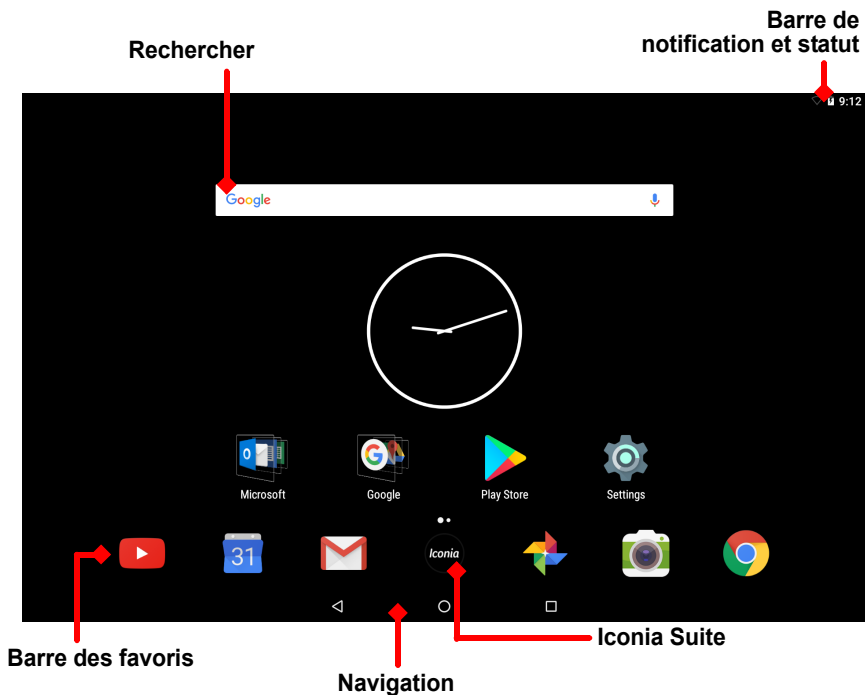 Barre de
notification et statut
Rechercher
9:12
Google
Microsoft
Google
Play Store
Settings
31
Iconia
Iconia Suite
Barre des favoris
Navigation